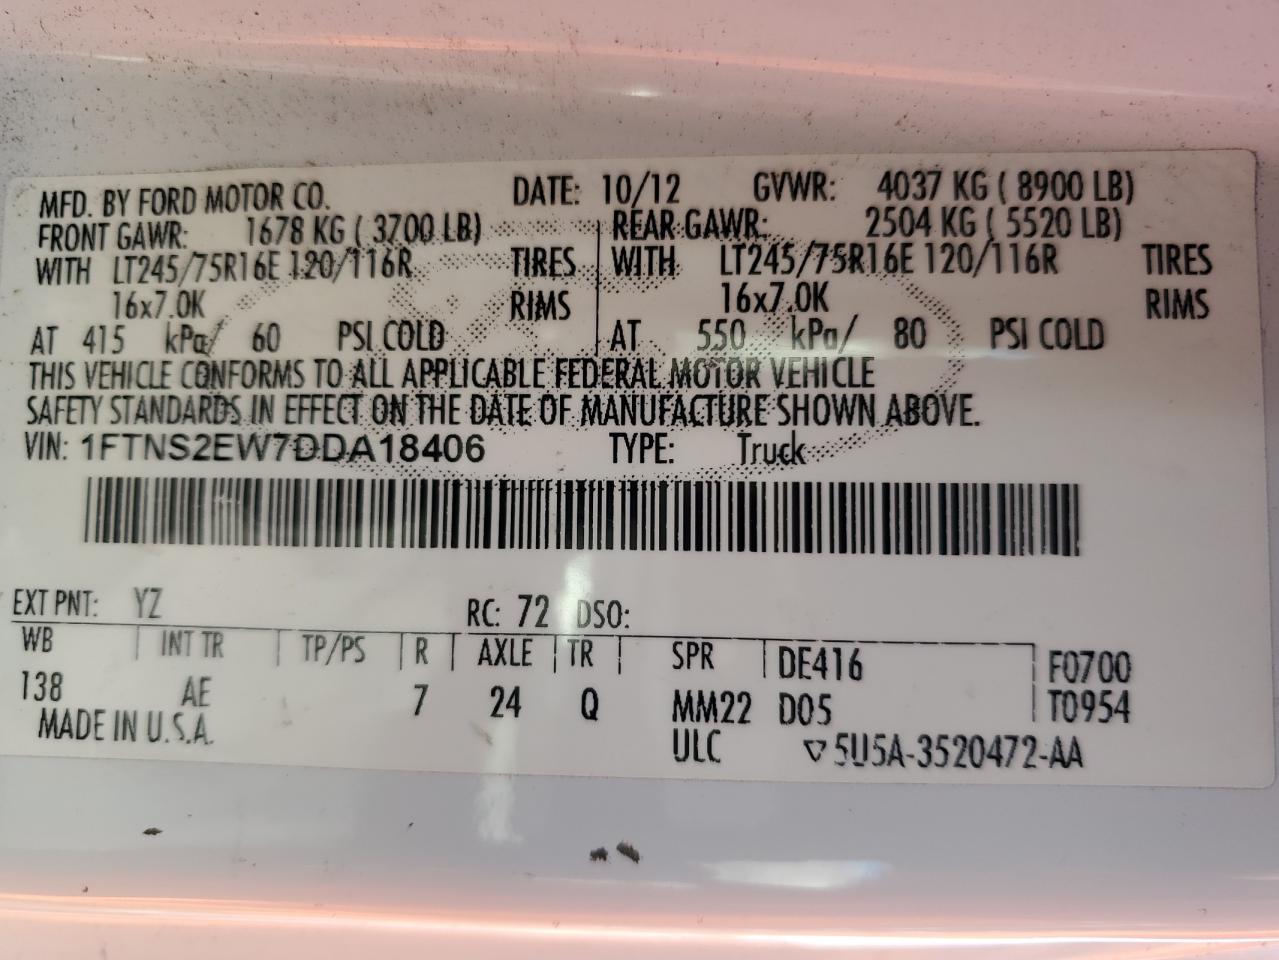 MFD. BY FORD MOTOR CO. DATE: 10/12 GVWR: 4037 KG ( 8900 LB)
FRONT GAWR: 1678 KG ( 3700 LB) REAR GAWR: 2504 KG ( 5520 LB)
WITH LT245/75R16E 120/116R TIRES WITH LT245/75R16E 120/116R TIRES
16x7.0K RIMS 16x7.0K RIMS
AT 415 kPa/ 60 PSI COLD AT 550 kPa/ 80 PSI COLD
THIS VEHICLE CONFORMS TO ALL APPLICABLE FEDERAL MOTOR VEHICLE
SAFETY STANDARDS IN EFFECT ON THE DATE OF MANUFACTURE SHOWN ABOVE.
VIN: 1FTNS2EW7DDA18406 TYPE: Truck
EXT PNT: YZ RC: 72 DSO:
WB INT TR TP/PS R AXLE TR SPR DE416 F0700
138 AE 7 24 Q MM22 D05 T0954
MADE IN U.S.A. ULC ▽5U5A-3520472-AA